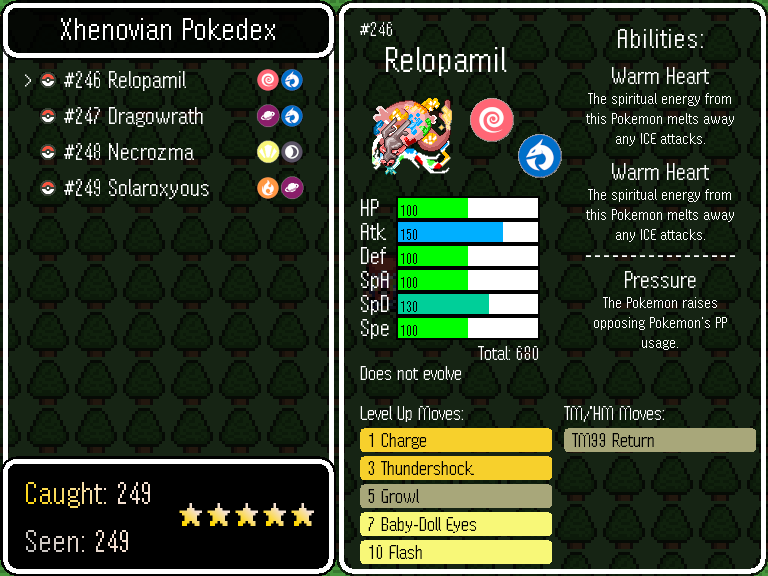 Xhenovian Pokedex
#246 Relopamil
#247 Dragowrath
#248 Necrozma
#249 Solaroxyous
Caught: 249
Seen: 249
#246
Relopamil
HP 100
Atk 150
Def 100
SpA 100
SpD 130
Spe 100
Total: 680
Does not evolve
Abilities:
Warm Heart
The spiritual energy from
this Pokemon melts away
any ICE attacks.
Warm Heart
The spiritual energy from
this Pokemon melts away
any ICE attacks.
Pressure
The Pokemon raises
opposing Pokemon's PP
usage.
Level Up Moves:
1 Charge
3 Thundershock
5 Growl
7 Baby-Doll Eyes
10 Flash
TM/HM Moves:
TM99 Return